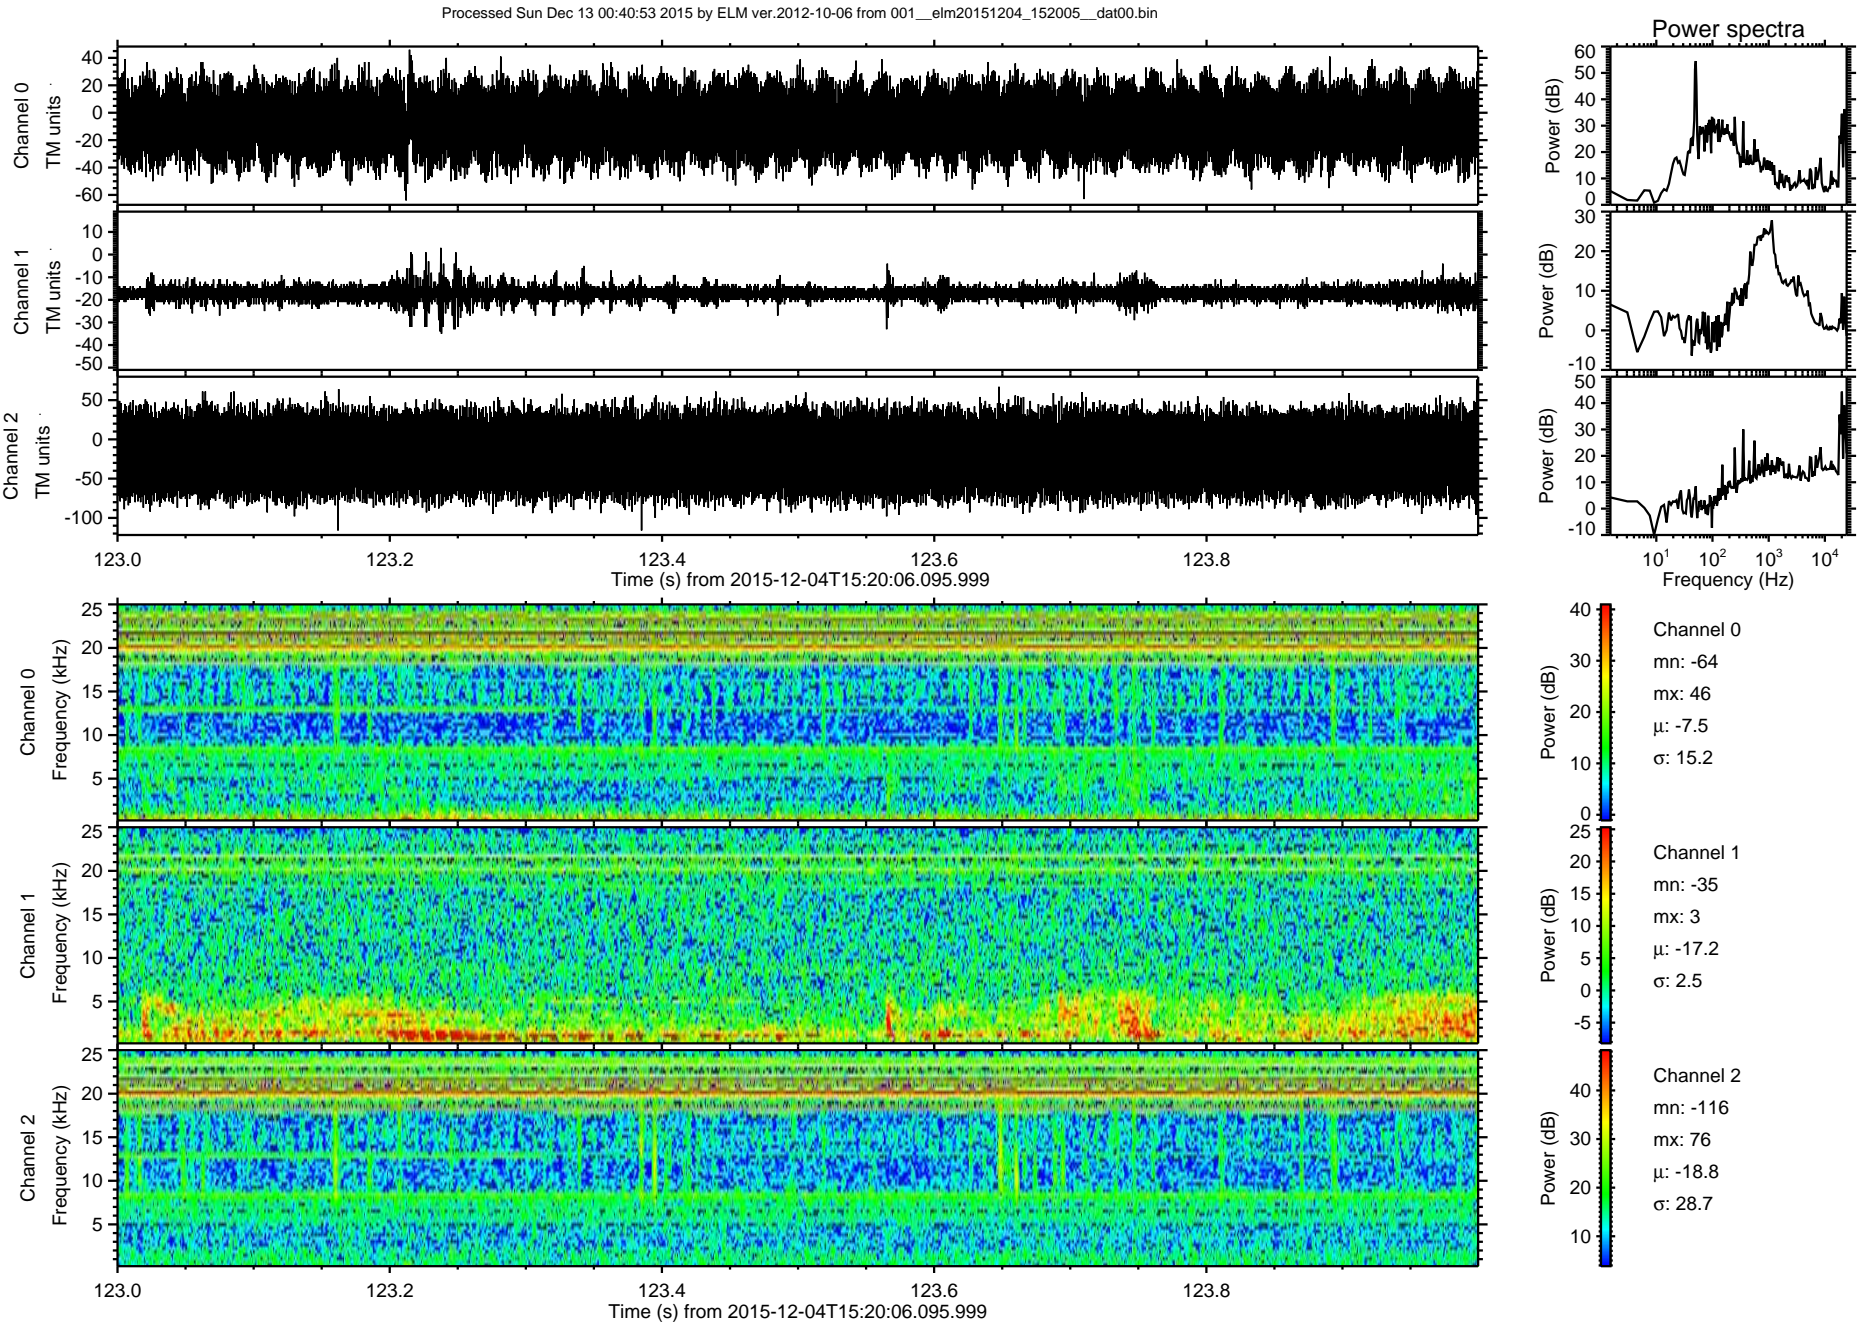 Processed Sun Dec 13 00:40:53 2015 by ELM ver.2012-10-06 from 001__elm20151204_152005__dat00.bin
Power spectra
Channel 0
TM units
40
20
0
-20
-40
-60
Power (dB)
60
50
40
30
20
10
0
Channel 1
TM units
10
0
-10
-20
-30
-40
-50
Power (dB)
30
20
10
0
-10
Channel 2
TM units
50
0
-50
-100
Power (dB)
50
40
30
20
10
0
-10
123.0 123.2 123.4 123.6 123.8
Time (s) from 2015-12-04T15:20:06.095.999
10^1 10^2 10^3 10^4
Frequency (Hz)
Channel 0
Frequency (kHz)
25
20
15
10
5
Power (dB)
40
30
20
10
0
Channel 0
mn: -64
mx: 46
μ: -7.5
σ: 15.2
Channel 1
Frequency (kHz)
25
20
15
10
5
Power (dB)
25
20
15
10
5
0
-5
Channel 1
mn: -35
mx: 3
μ: -17.2
σ: 2.5
Channel 2
Frequency (kHz)
25
20
15
10
5
Power (dB)
40
30
20
10
Channel 2
mn: -116
mx: 76
μ: -18.8
σ: 28.7
123.0 123.2 123.4 123.6 123.8
Time (s) from 2015-12-04T15:20:06.095.999